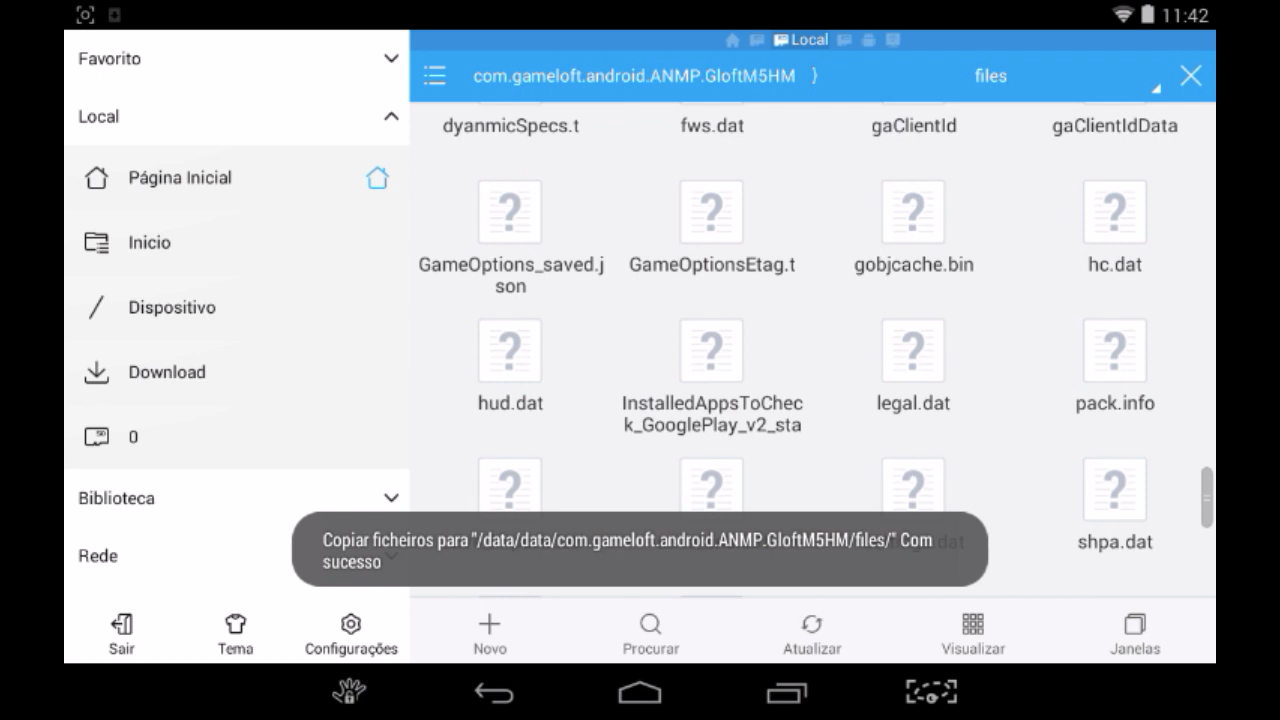 11:42
Favorito
Local
Página Inicial
Inicio
Dispositivo
Download
0
Biblioteca
Rede
Sair
Tema
Configurações
Local
com.gameloft.android.ANMP.GloftM5HM
files
dyanmicSpecs.t
fws.dat
gaClientId
gaClientIdData
GameOptions_saved.j
son
GameOptionsEtag.t
gobjcache.bin
hc.dat
hud.dat
InstalledAppsToChec
k_GooglePlay_v2_sta
legal.dat
pack.info
shpa.dat
Copiar ficheiros para "/data/data/com.gameloft.android.ANMP.GloftM5HM/files/" Com
sucesso
Novo
Procurar
Atualizar
Visualizar
Janelas